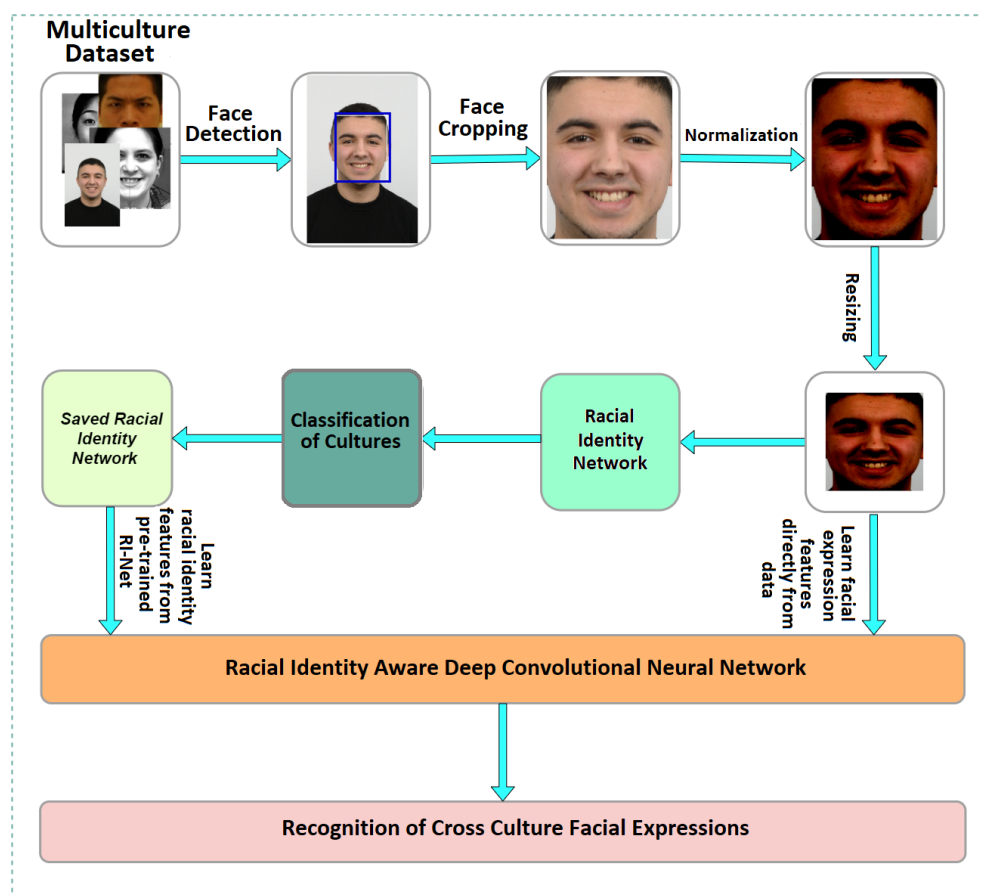 Multiculture
Dataset
Face
Detection
Face
Cropping
Normalization
Resizing
Saved Racial
Identity
Network
Classification
of Cultures
Racial
Identity
Network
Learn
racial identity
features from
pre-trained
RI-Net
Learn facial
expression
features
directly from
data
Racial Identity Aware Deep Convolutional Neural Network
Recognition of Cross Culture Facial Expressions